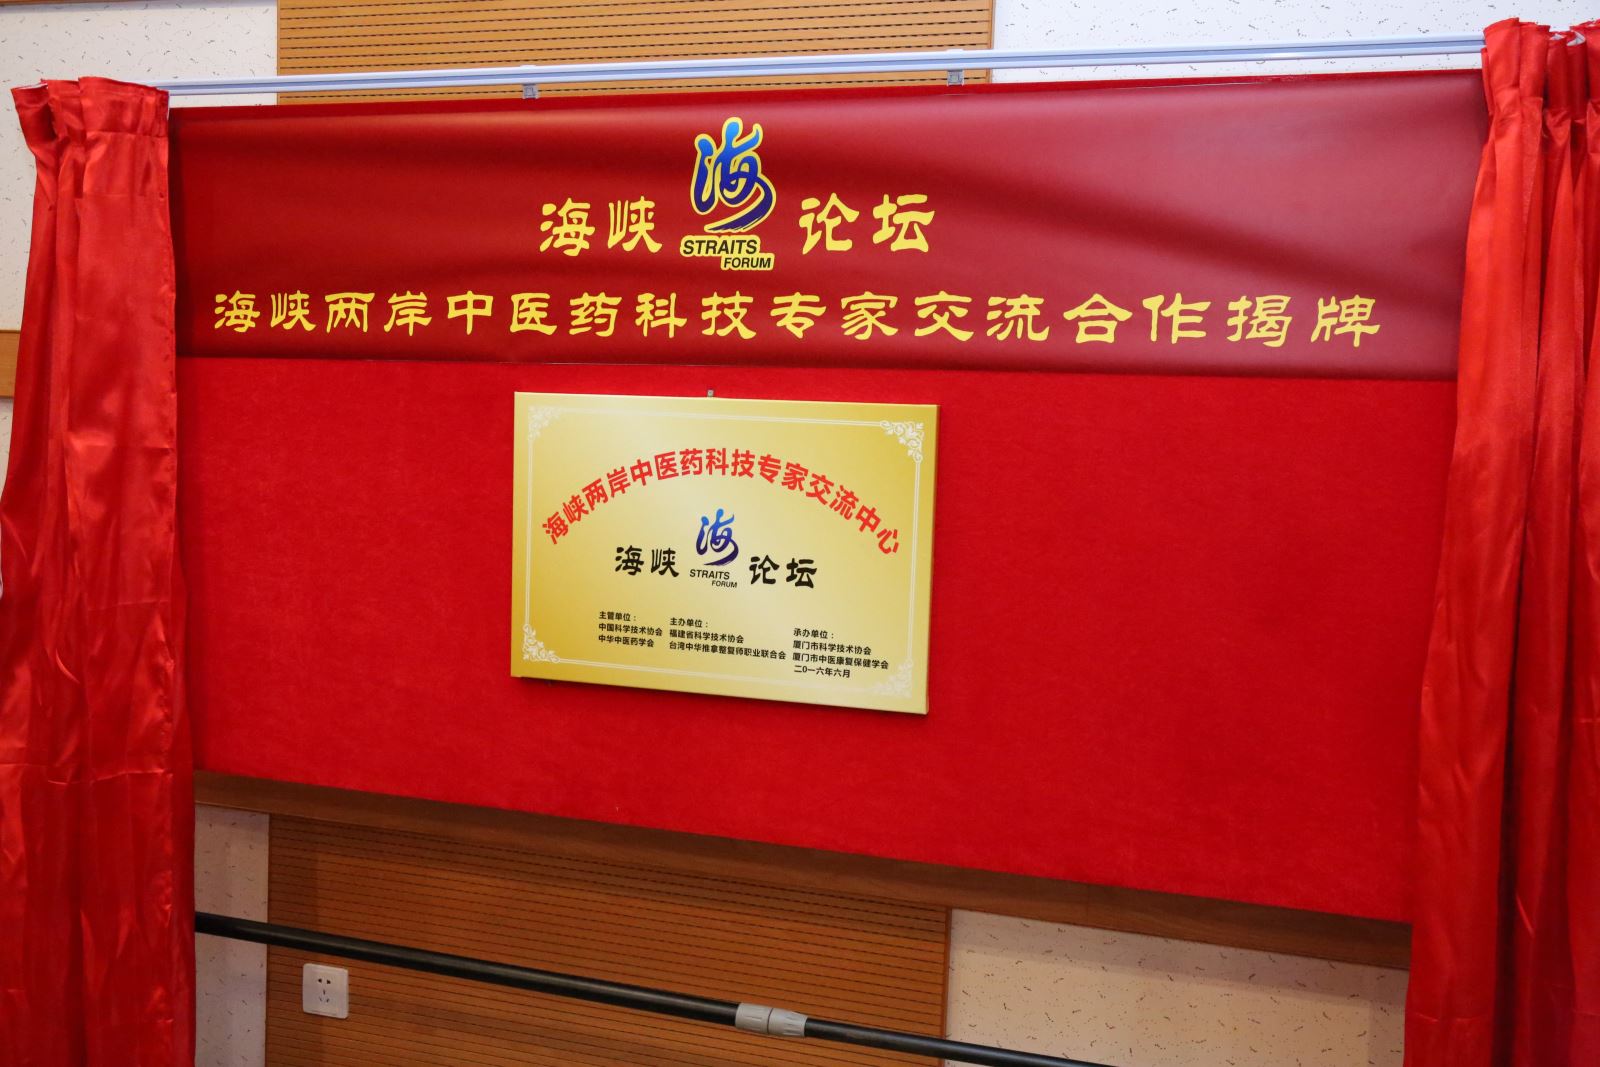 海峡 海 论坛
STRAITS
FORUM
海峡两岸中医药科技专家交流合作揭牌
海峡两岸中医药科技专家交流中心
海峡 海 论坛
STRAITS
FORUM
主管单位：
中国科学技术协会
中华中医药学会
主办单位：
福建省科学技术协会
台湾中华推拿整复师职业联合会
承办单位：
厦门市科学技术协会
厦门市中医康复保健学会
二0一六年六月